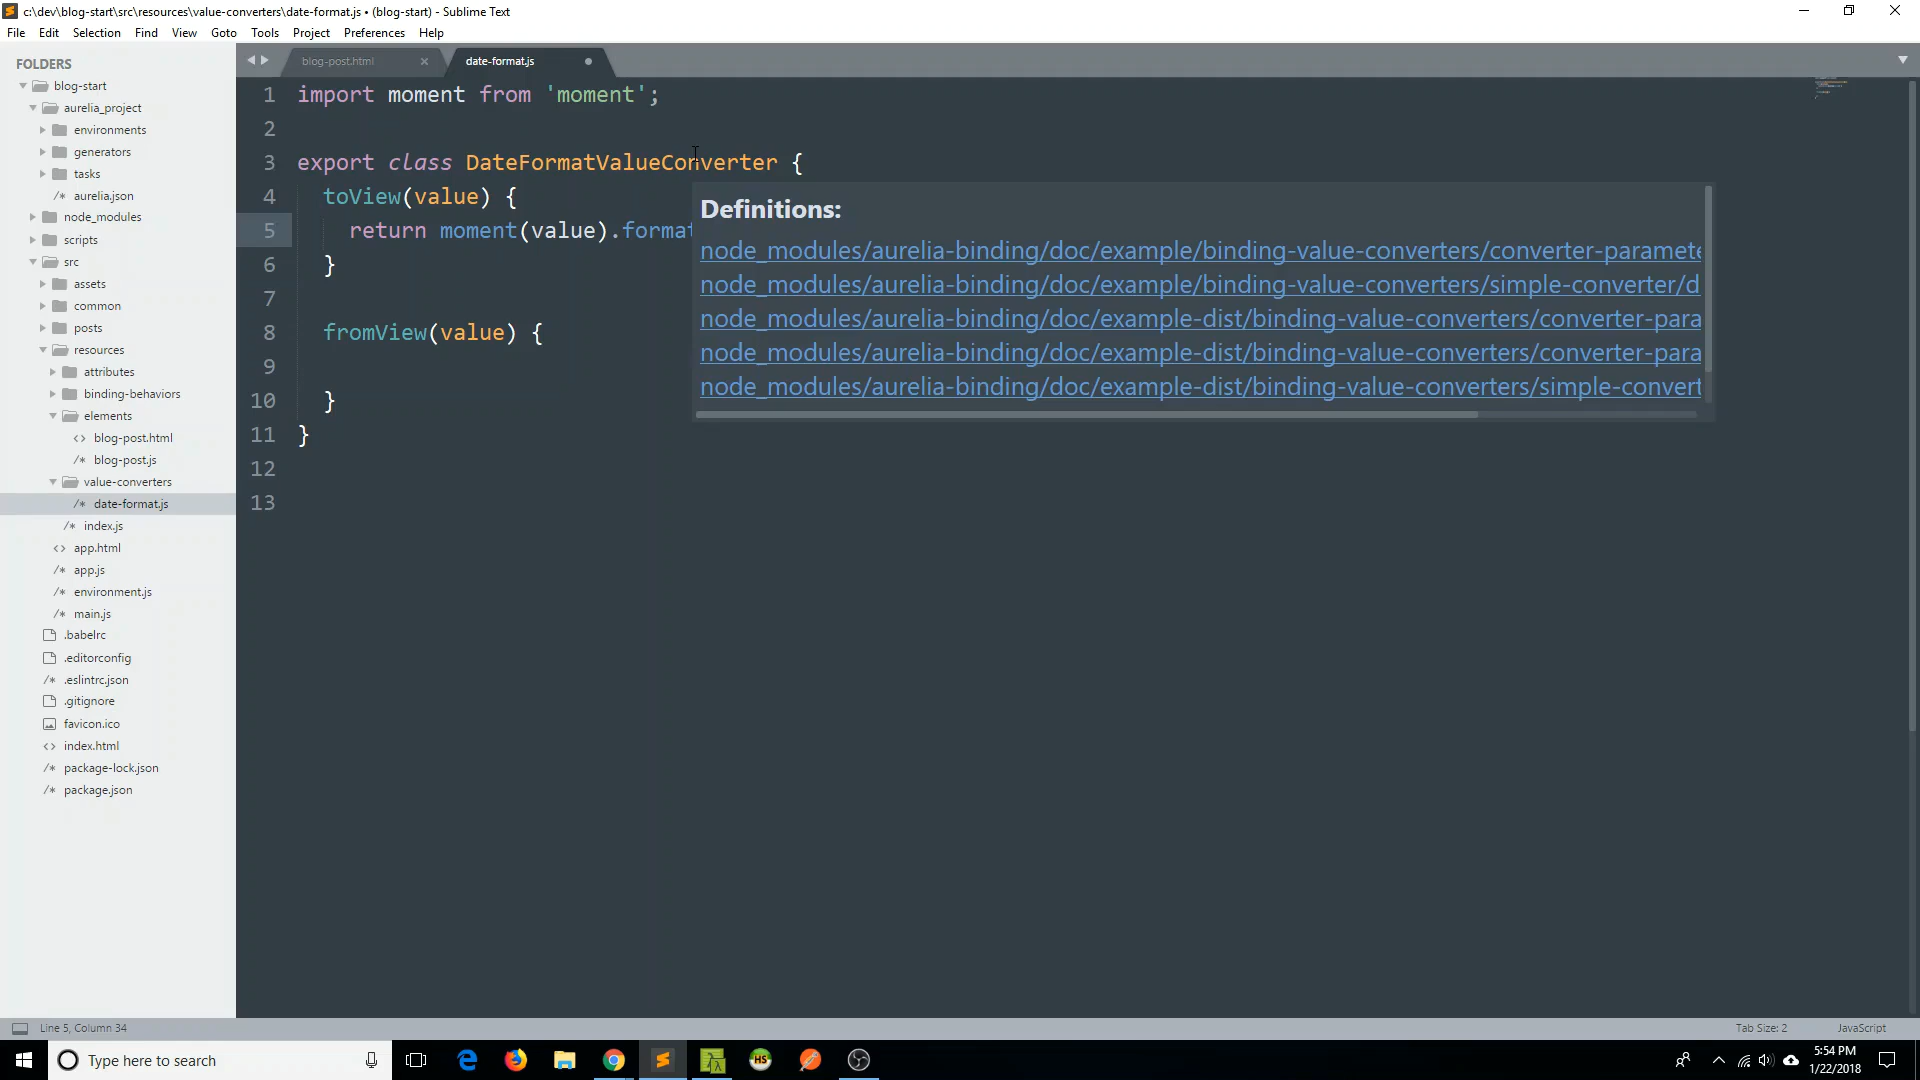 c:\dev\blog-start\src\resources\value-converters\date-format.js • (blog-start) - Sublime Text
File Edit Selection Find View Goto Tools Project Preferences Help
FOLDERS
blog-start
aurelia_project
environments
generators
tasks
aurelia.json
node_modules
scripts
src
assets
common
posts
resources
attributes
binding-behaviors
elements
blog-post.html
blog-post.js
value-converters
date-format.js
index.js
app.html
app.js
environment.js
main.js
.babelrc
.editorconfig
.eslintrc.json
.gitignore
favicon.ico
index.html
package-lock.json
package.json
blog-post.html
date-format.js
1 import moment from 'moment';
2
3 export class DateFormatValueConverter {
4 toView(value) {
5 return moment(value).format
6 }
7
8 fromView(value) {
9
10 }
11 }
12
13
Definitions:
node_modules/aurelia-binding/doc/example/binding-value-converters/converter-paramete
node_modules/aurelia-binding/doc/example/binding-value-converters/simple-converter/d
node_modules/aurelia-binding/doc/example-dist/binding-value-converters/converter-para
node_modules/aurelia-binding/doc/example-dist/binding-value-converters/converter-para
node_modules/aurelia-binding/doc/example-dist/binding-value-converters/simple-convert
Line 5, Column 34
Tab Size: 2
JavaScript
Type here to search
HS
5:54 PM
1/22/2018